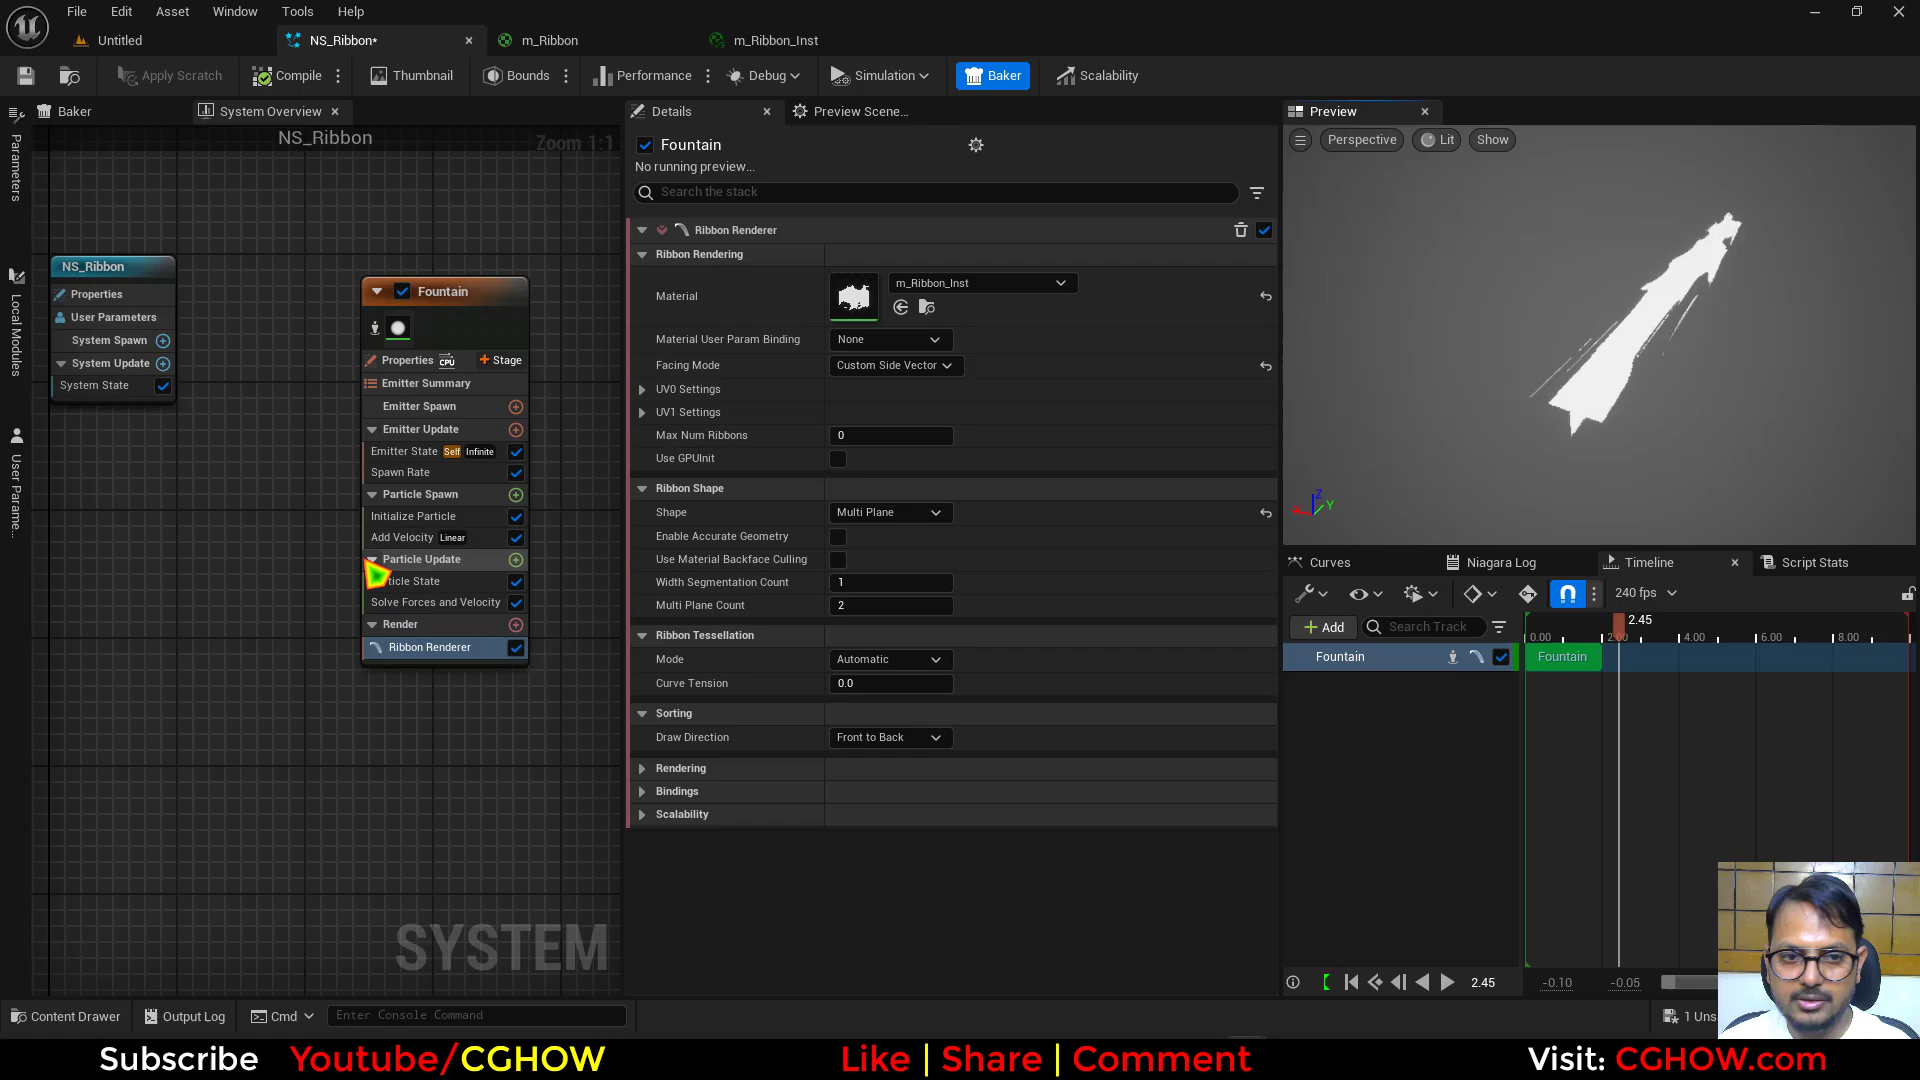 File Edit Asset Window Tools Help
Untitled NS_Ribbon* m_Ribbon m_Ribbon_Inst
Apply Scratch Compile Thumbnail Bounds Performance Debug Simulation Baker Scalability
Baker System Overview Details Preview Scene... Preview
NS_Ribbon Zoom 1:1
Parameters
Local Modules
User Parame...
NS_Ribbon
Properties
User Parameters
System Spawn
System Update
System State
Fountain
Properties CPU Stage
Emitter Summary
Emitter Spawn
Emitter Update
Emitter State Self Infinite
Spawn Rate
Particle Spawn
Initialize Particle
Add Velocity Linear
Particle Update
ticle State
Solve Forces and Velocity
Render
Ribbon Renderer
SYSTEM
Fountain
No running preview...
Search the stack
Ribbon Renderer
Ribbon Rendering
Material m_Ribbon_Inst
Material User Param Binding None
Facing Mode Custom Side Vector
UV0 Settings
UV1 Settings
Max Num Ribbons 0
Use GPUInit
Ribbon Shape
Shape Multi Plane
Enable Accurate Geometry
Use Material Backface Culling
Width Segmentation Count 1
Multi Plane Count 2
Ribbon Tessellation
Mode Automatic
Curve Tension 0.0
Sorting
Draw Direction Front to Back
Rendering
Bindings
Scalability
Perspective Lit Show
Z Y
Curves Niagara Log Timeline Script Stats
240 fps
Add Search Track
2.45
0.00 2.00 4.00 6.00 8.00
Fountain Fountain
2.45 -0.10 -0.05
Content Drawer Output Log Cmd Enter Console Command 1 Uns
Subscribe Youtube/CGHOW Like | Share | Comment Visit: CGHOW.com